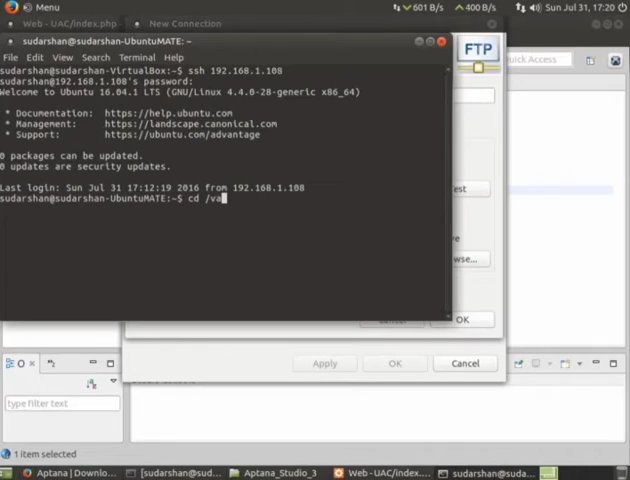 Menu
601 B/s
400 B/s
Sun Jul 31, 17:20
Web - UAC/index.php -
New Connection
sudarshan@sudarshan-UbuntuMATE: ~
File Edit View Search Terminal Help
FTP
Quick Access
sudarshan@sudarshan-VirtualBox:~$ ssh 192.168.1.108
sudarshan@192.168.1.108's password:
Welcome to Ubuntu 16.04.1 LTS (GNU/Linux 4.4.0-28-generic x86_64)
* Documentation: https://help.ubuntu.com
* Management: https://landscape.canonical.com
* Support: https://ubuntu.com/advantage
0 packages can be updated.
0 updates are security updates.
Last login: Sun Jul 31 17:12:19 2016 from 192.168.1.108
sudarshan@sudarshan-UbuntuMATE:~$ cd /va
est
ve
wse...
Cancel
OK
Apply
OK
Cancel
type filter text
1 item selected
Aptana | Downlo...
[sudarshan@sud...
Aptana_Studio_3
Web - UAC/index....
sudarshan@suda...